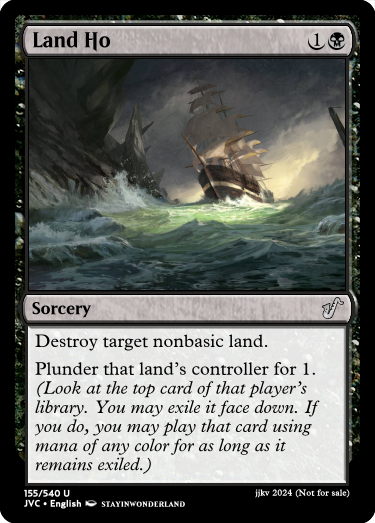 Land Ho
1
Sorcery
Destroy target nonbasic land.
Plunder that land's controller for 1.
(Look at the top card of that player's
library. You may exile it face down. If
you do, you may play that card using
mana of any color for as long as it
remains exiled.)
155/540 U
jjkv 2024 (Not for sale)
JVC • English STAYINWONDERLAND